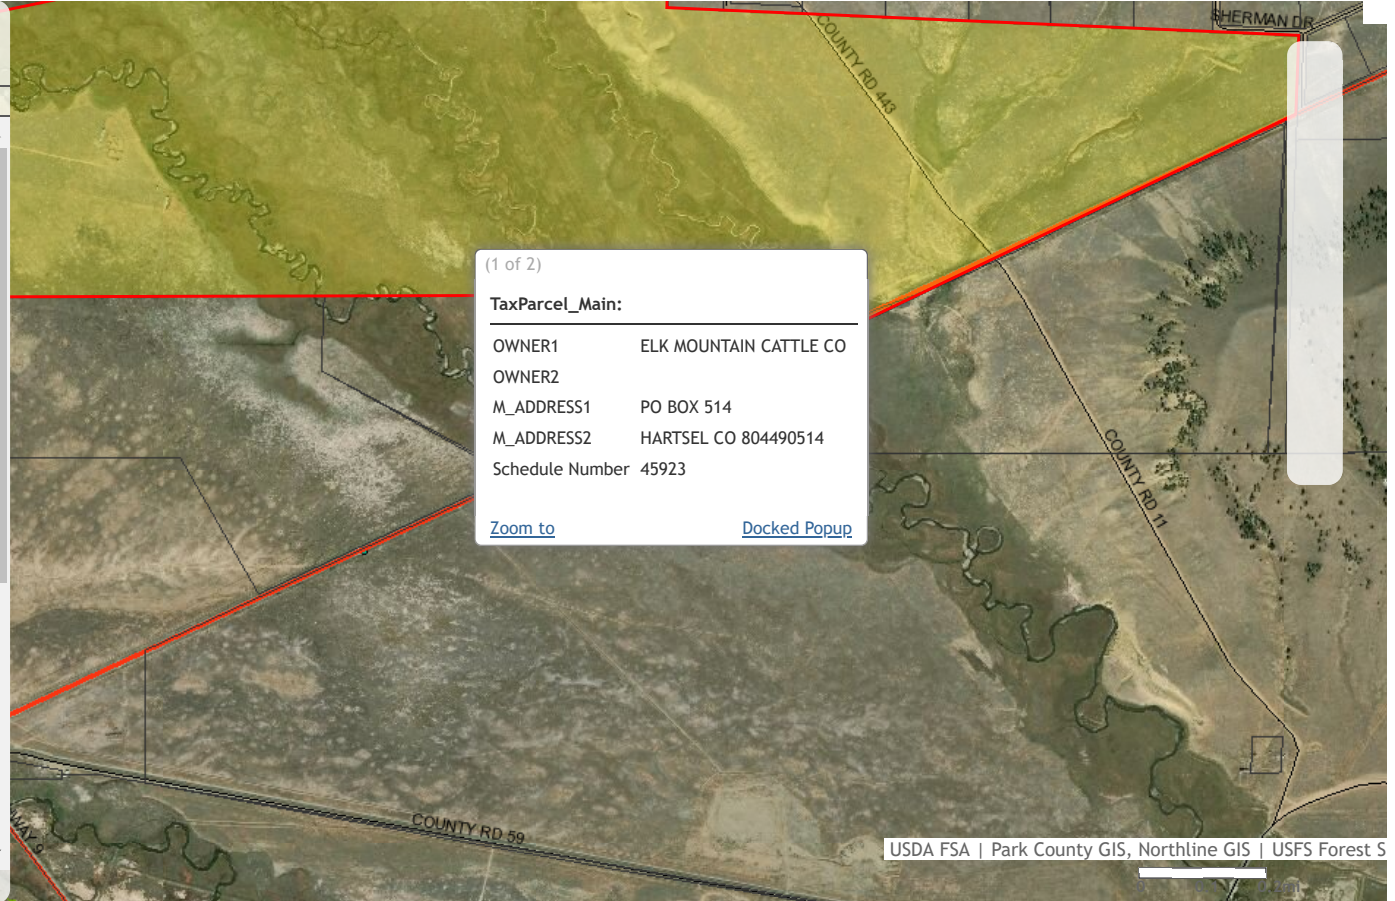 SHERMAN DR
COUNTY RD 443
(1 of 2)
TaxParcel_Main:
OWNER1 ELK MOUNTAIN CATTLE CO
OWNER2
M_ADDRESS1 PO BOX 514
M_ADDRESS2 HARTSEL CO 804490514
Schedule Number 45923
Zoom to Docked Popup
COUNTY RD 11
COUNTY RD 59
WAY 9
USDA FSA | Park County GIS, Northline GIS | USFS Forest S